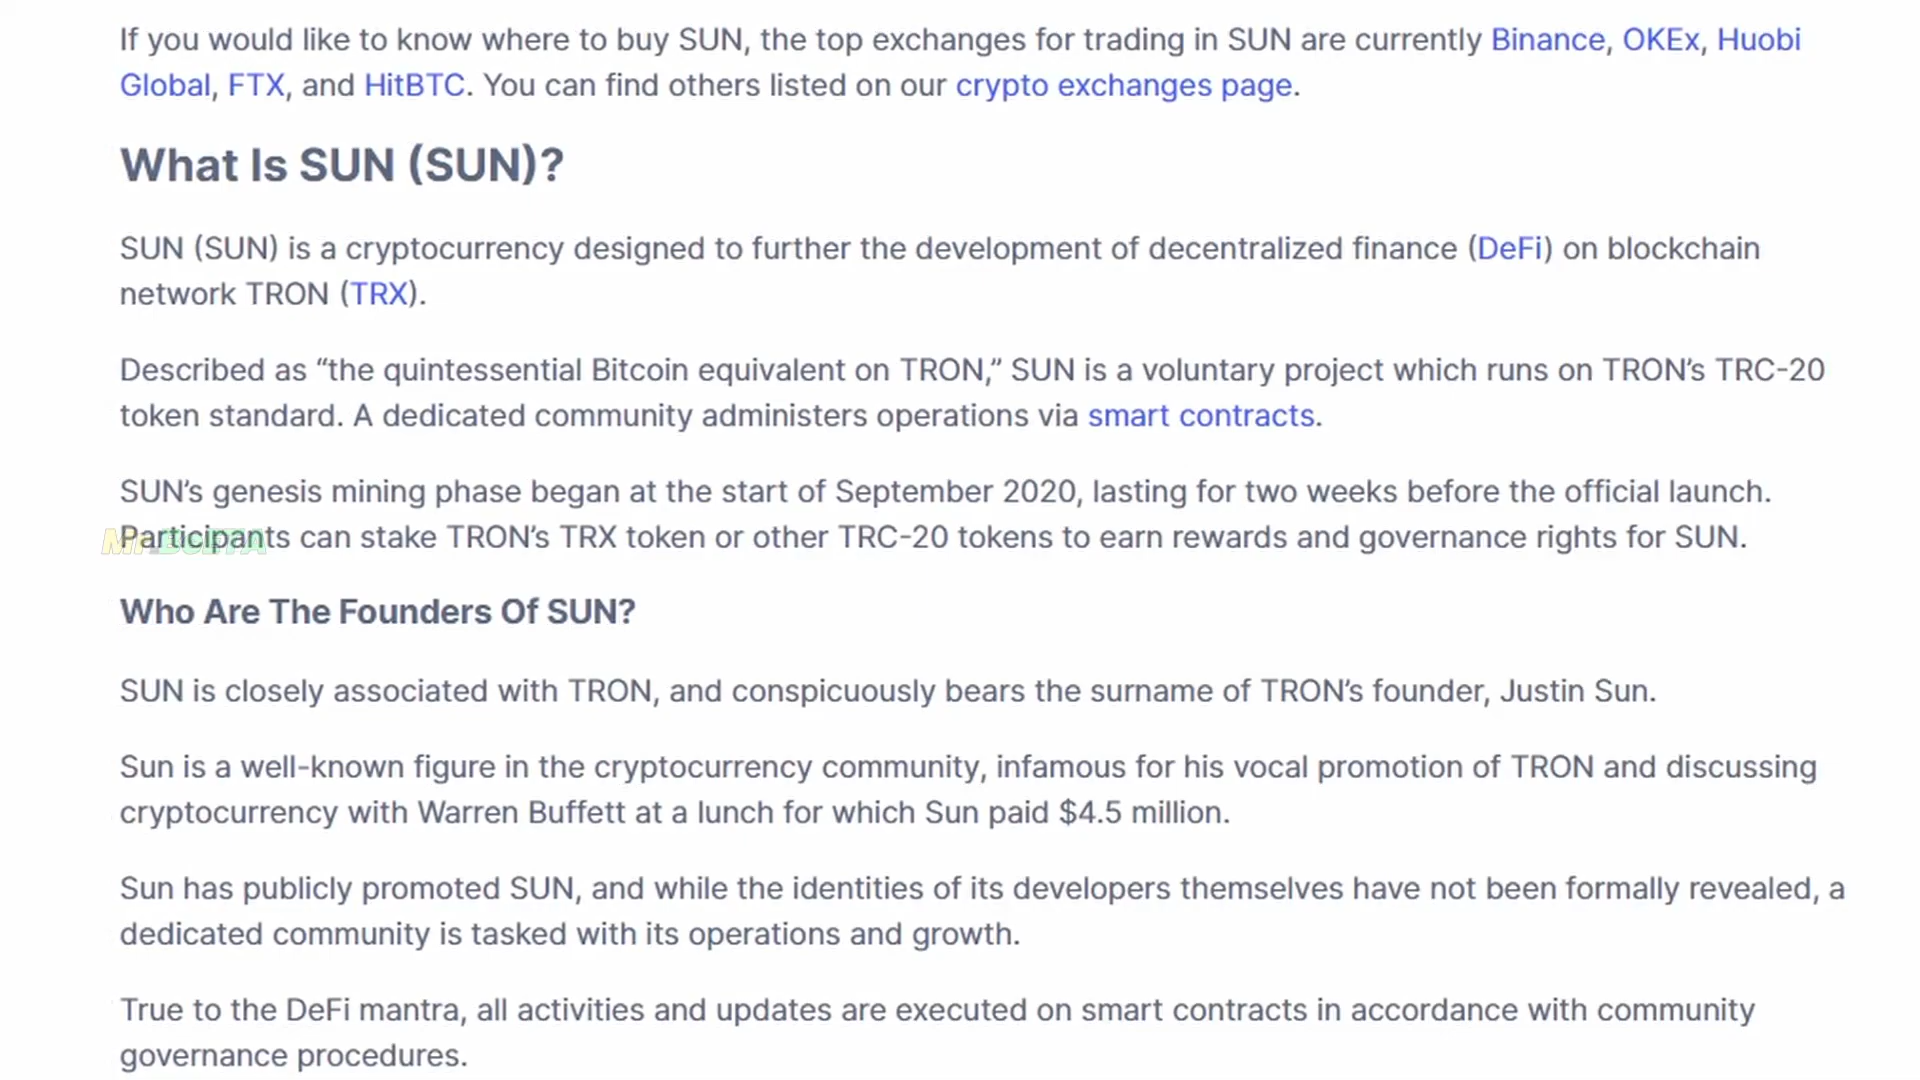 If you would like to know where to buy SUN, the top exchanges for trading in SUN are currently Binance, OKEx, Huobi
Global, FTX, and HitBTC. You can find others listed on our crypto exchanges page.
What Is SUN (SUN)?
SUN (SUN) is a cryptocurrency designed to further the development of decentralized finance (DeFi) on blockchain
network TRON (TRX).
Described as “the quintessential Bitcoin equivalent on TRON,” SUN is a voluntary project which runs on TRON’s TRC-20
token standard. A dedicated community administers operations via smart contracts.
SUN’s genesis mining phase began at the start of September 2020, lasting for two weeks before the official launch.
Participants can stake TRON’s TRX token or other TRC-20 tokens to earn rewards and governance rights for SUN.
Who Are The Founders Of SUN?
SUN is closely associated with TRON, and conspicuously bears the surname of TRON’s founder, Justin Sun.
Sun is a well-known figure in the cryptocurrency community, infamous for his vocal promotion of TRON and discussing
cryptocurrency with Warren Buffett at a lunch for which Sun paid $4.5 million.
Sun has publicly promoted SUN, and while the identities of its developers themselves have not been formally revealed, a
dedicated community is tasked with its operations and growth.
True to the DeFi mantra, all activities and updates are executed on smart contracts in accordance with community
governance procedures.